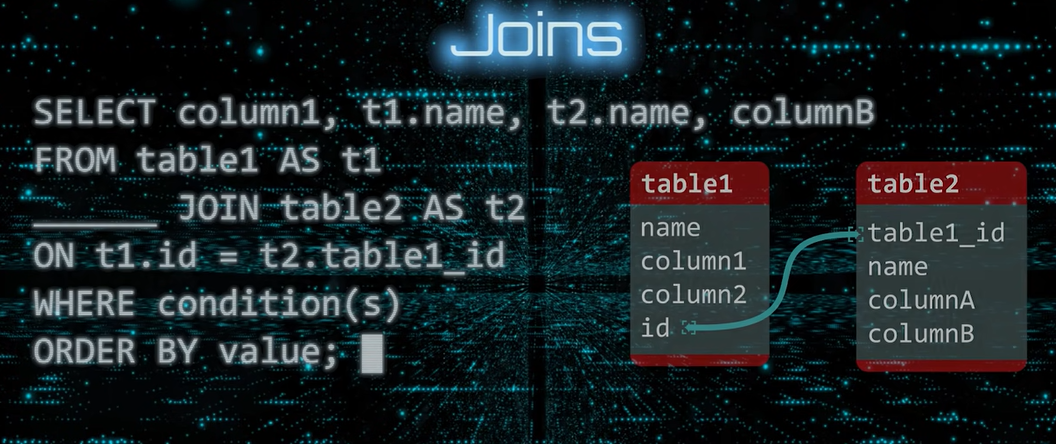 Joins
SELECT column1, t1.name, t2.name, columnB
FROM table1 AS t1
______ JOIN table2 AS t2
ON t1.id = t2.table1_id
WHERE condition(s)
ORDER BY value;
table1
name
column1
column2
id
table2
table1_id
name
columnA
columnB